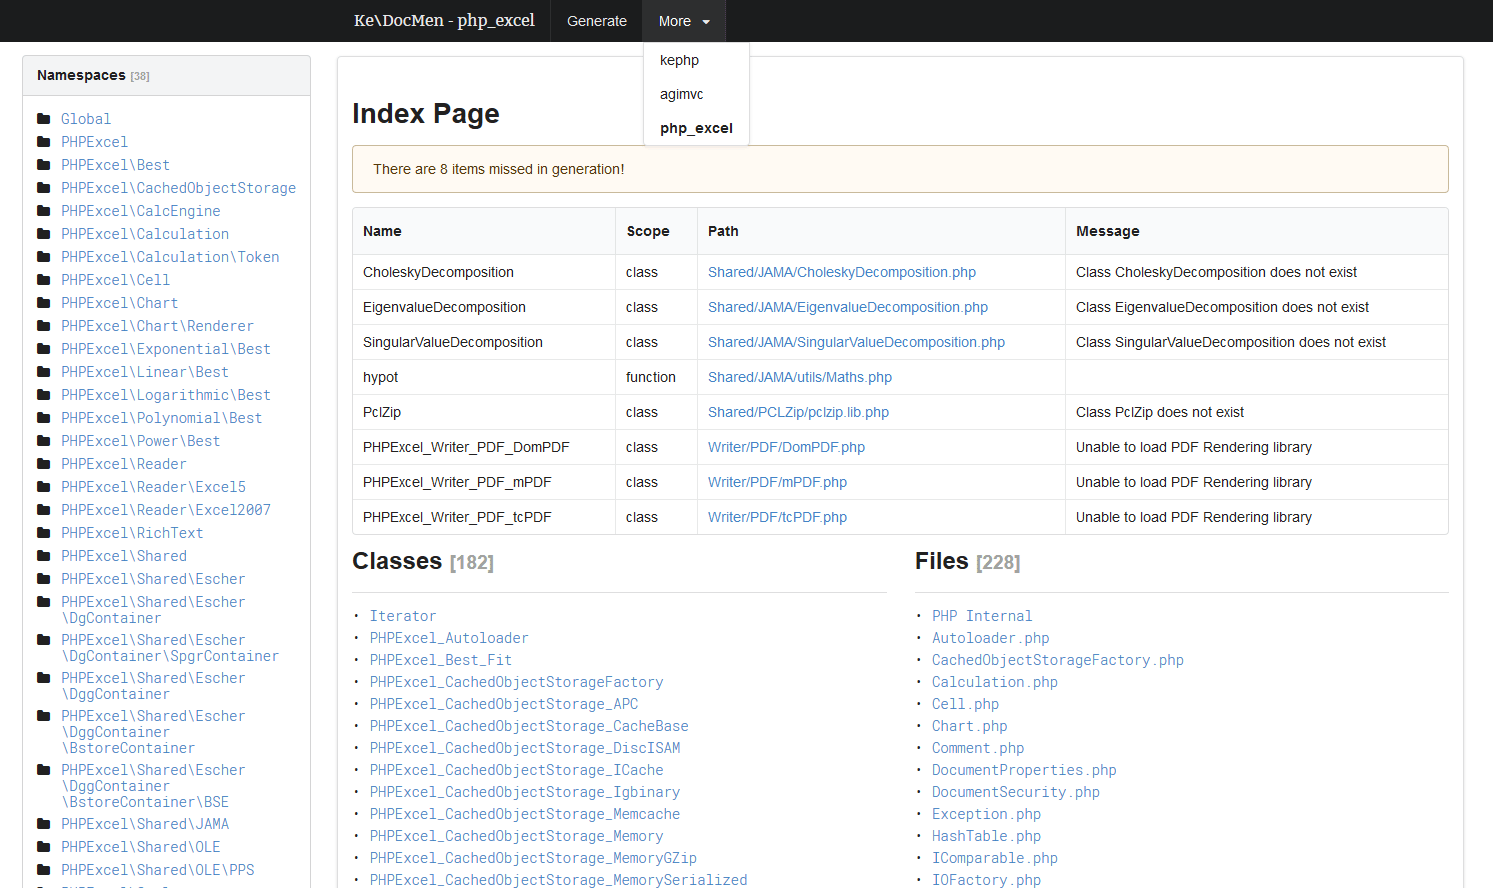 Ke\DocMen - php_excel Generate More
kephp
agimvc
php_excel
Namespaces [38]
Global
PHPExcel
PHPExcel\Best
PHPExcel\CachedObjectStorage
PHPExcel\CalcEngine
PHPExcel\Calculation
PHPExcel\Calculation\Token
PHPExcel\Cell
PHPExcel\Chart
PHPExcel\Chart\Renderer
PHPExcel\Exponential\Best
PHPExcel\Linear\Best
PHPExcel\Logarithmic\Best
PHPExcel\Polynomial\Best
PHPExcel\Power\Best
PHPExcel\Reader
PHPExcel\Reader\Excel5
PHPExcel\Reader\Excel2007
PHPExcel\RichText
PHPExcel\Shared
PHPExcel\Shared\Escher
PHPExcel\Shared\Escher
\DgContainer
PHPExcel\Shared\Escher
\DgContainer\SpgrContainer
PHPExcel\Shared\Escher
\DggContainer
PHPExcel\Shared\Escher
\DggContainer
\BstoreContainer
PHPExcel\Shared\Escher
\DggContainer
\BstoreContainer\BSE
PHPExcel\Shared\JAMA
PHPExcel\Shared\OLE
PHPExcel\Shared\OLE\PPS
Index Page
There are 8 items missed in generation!
Name Scope Path Message
CholeskyDecomposition class Shared/JAMA/CholeskyDecomposition.php Class CholeskyDecomposition does not exist
EigenvalueDecomposition class Shared/JAMA/EigenvalueDecomposition.php Class EigenvalueDecomposition does not exist
SingularValueDecomposition class Shared/JAMA/SingularValueDecomposition.php Class SingularValueDecomposition does not exist
hypot function Shared/JAMA/utils/Maths.php
PclZip class Shared/PCLZip/pclzip.lib.php Class PclZip does not exist
PHPExcel_Writer_PDF_DomPDF class Writer/PDF/DomPDF.php Unable to load PDF Rendering library
PHPExcel_Writer_PDF_mPDF class Writer/PDF/mPDF.php Unable to load PDF Rendering library
PHPExcel_Writer_PDF_tcPDF class Writer/PDF/tcPDF.php Unable to load PDF Rendering library
Classes [182]
• Iterator
• PHPExcel_Autoloader
• PHPExcel_Best_Fit
• PHPExcel_CachedObjectStorageFactory
• PHPExcel_CachedObjectStorage_APC
• PHPExcel_CachedObjectStorage_CacheBase
• PHPExcel_CachedObjectStorage_DiscISAM
• PHPExcel_CachedObjectStorage_ICache
• PHPExcel_CachedObjectStorage_Igbinary
• PHPExcel_CachedObjectStorage_Memcache
• PHPExcel_CachedObjectStorage_Memory
• PHPExcel_CachedObjectStorage_MemoryGZip
• PHPExcel_CachedObjectStorage_MemorySerialized
Files [228]
• PHP Internal
• Autoloader.php
• CachedObjectStorageFactory.php
• Calculation.php
• Cell.php
• Chart.php
• Comment.php
• DocumentProperties.php
• DocumentSecurity.php
• Exception.php
• HashTable.php
• IComparable.php
• IOFactory.php